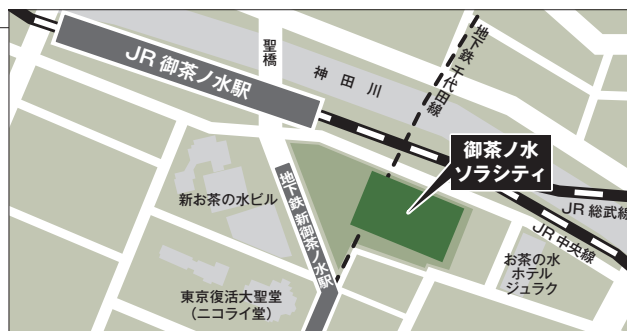 聖橋
JR 御茶ノ水駅
神田川
地下鉄 千代田線
御茶ノ水
ソラシティ
新お茶の水ビル
地下鉄 新御茶ノ水駅
JR 総武線
JR 中央線
お茶の水
ホテル
ジュラク
東京復活大聖堂
（ニコライ堂）